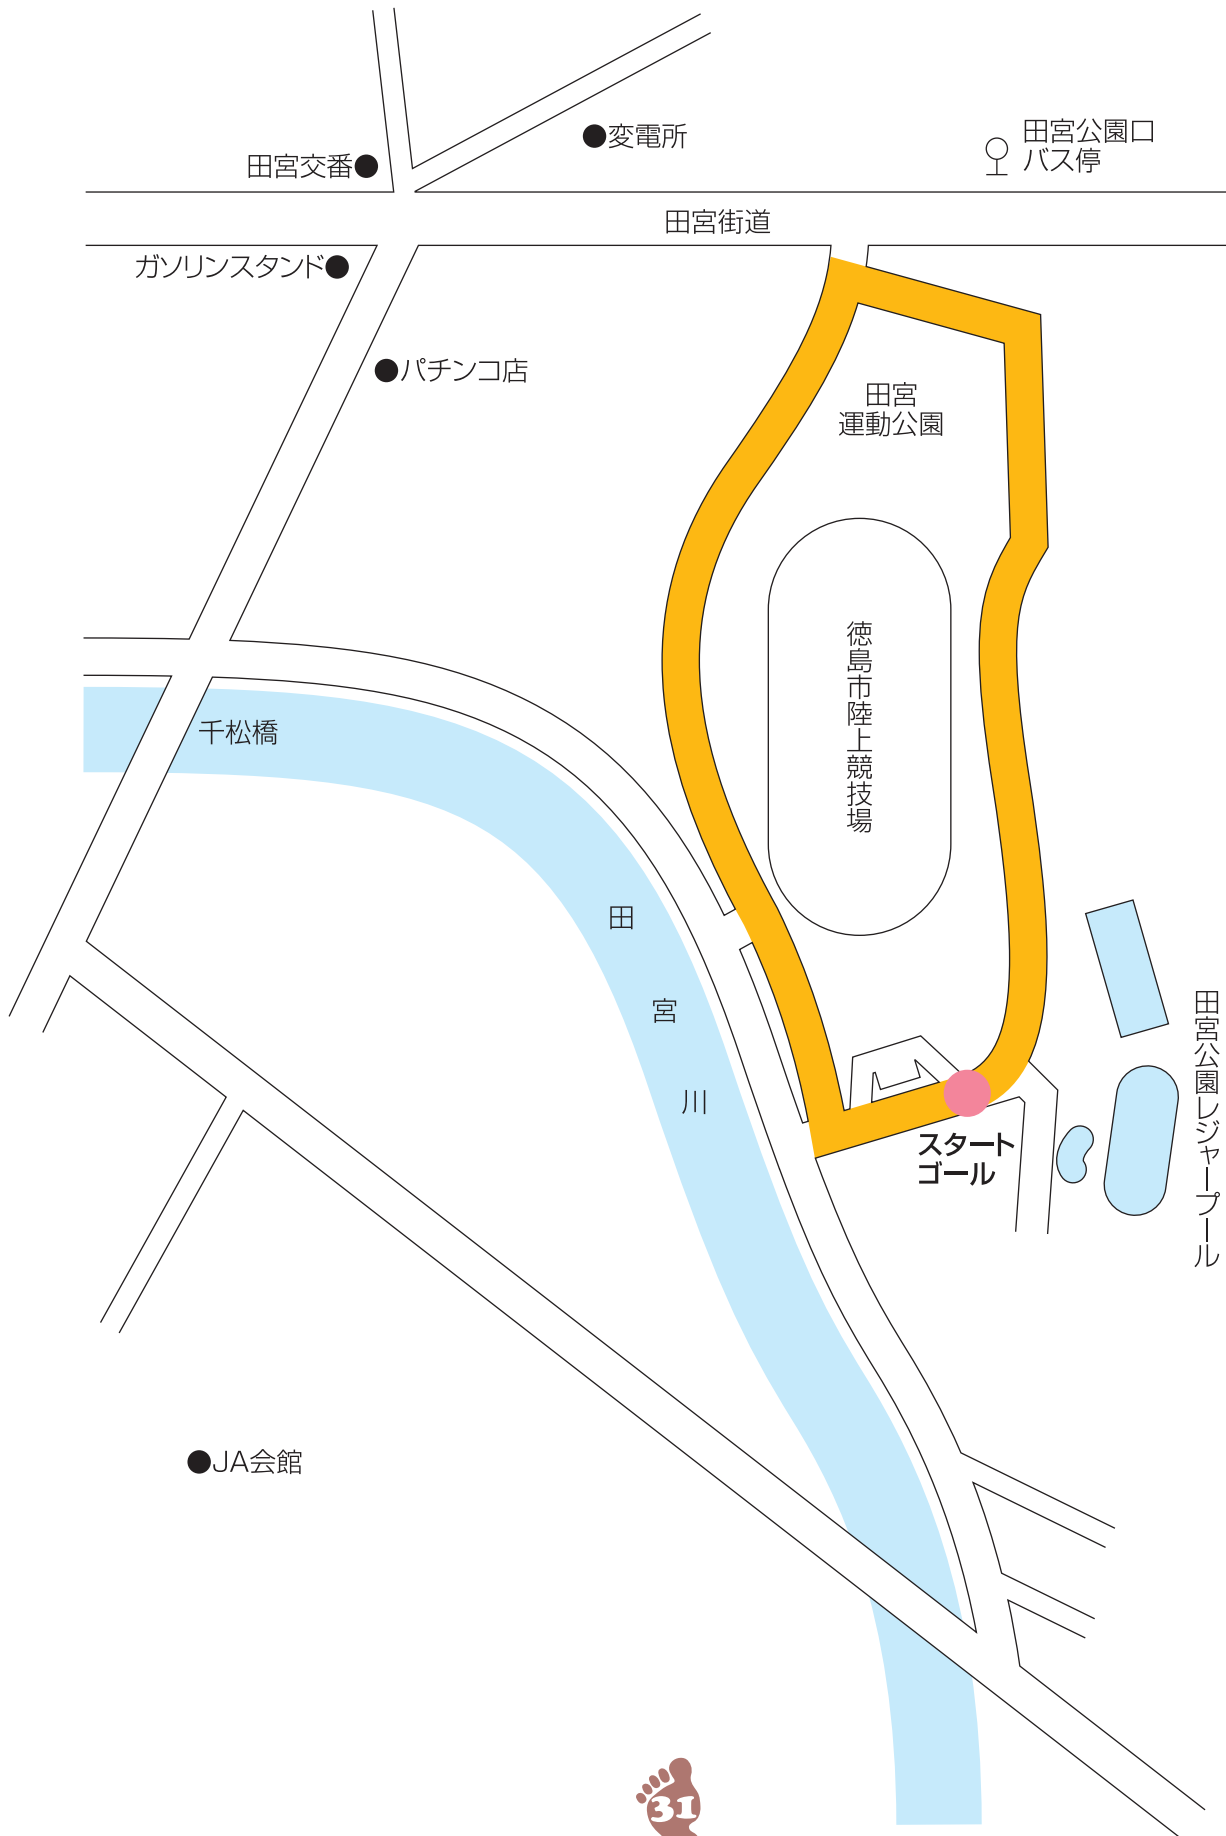 変電所
田宮公園口
バス停
田宮交番
田宮街道
ガソリンスタンド
パチンコ店
田宮
運動公園
徳島市陸上競技場
千松橋
田宮川
田宮公園レジャープール
スタート
ゴール
JA会館
31